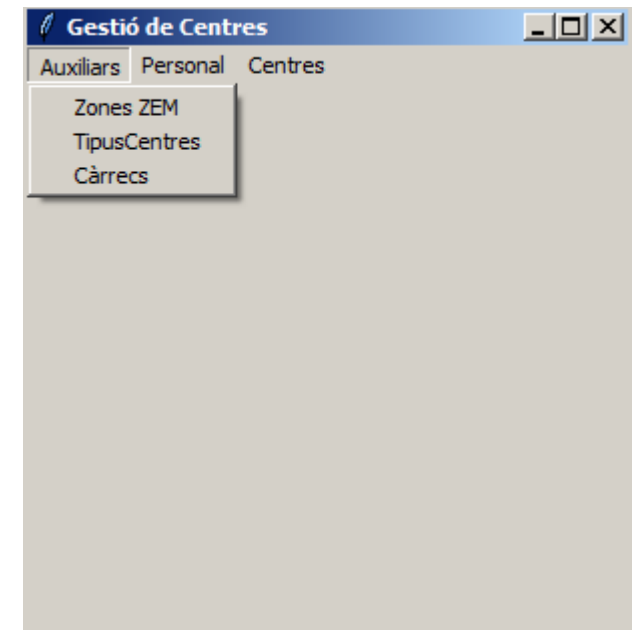 Gestió de Centres
Auxiliars Personal Centres
Zones ZEM
TipusCentres
Càrrecs